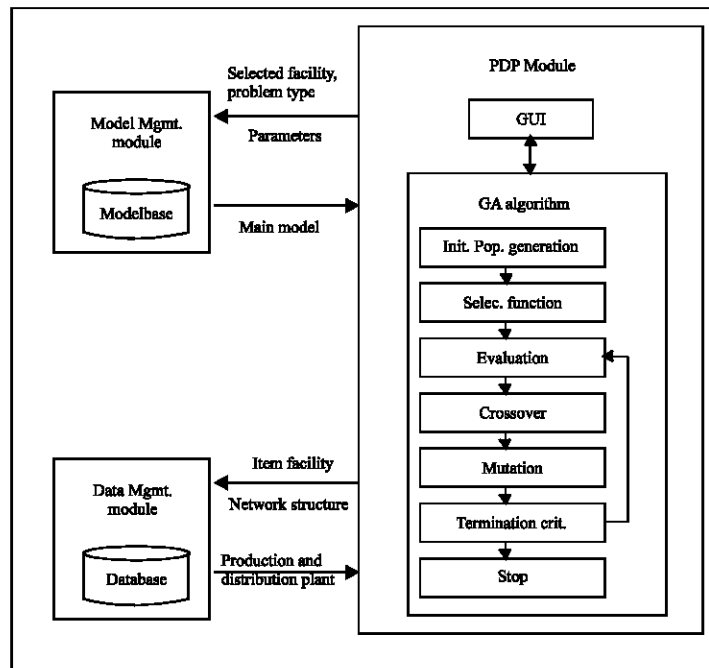 PDP Module
GUI
GA algorithm
Init. Pop. generation
Selec. function
Evaluation
Crossover
Mutation
Termination crit.
Stop
Selected facility,
problem type
Parameters
Main model
Model Mgmt.
module
Modelbase
Item facility
Network structure
Production and
distribution plant
Data Mgmt.
module
Database